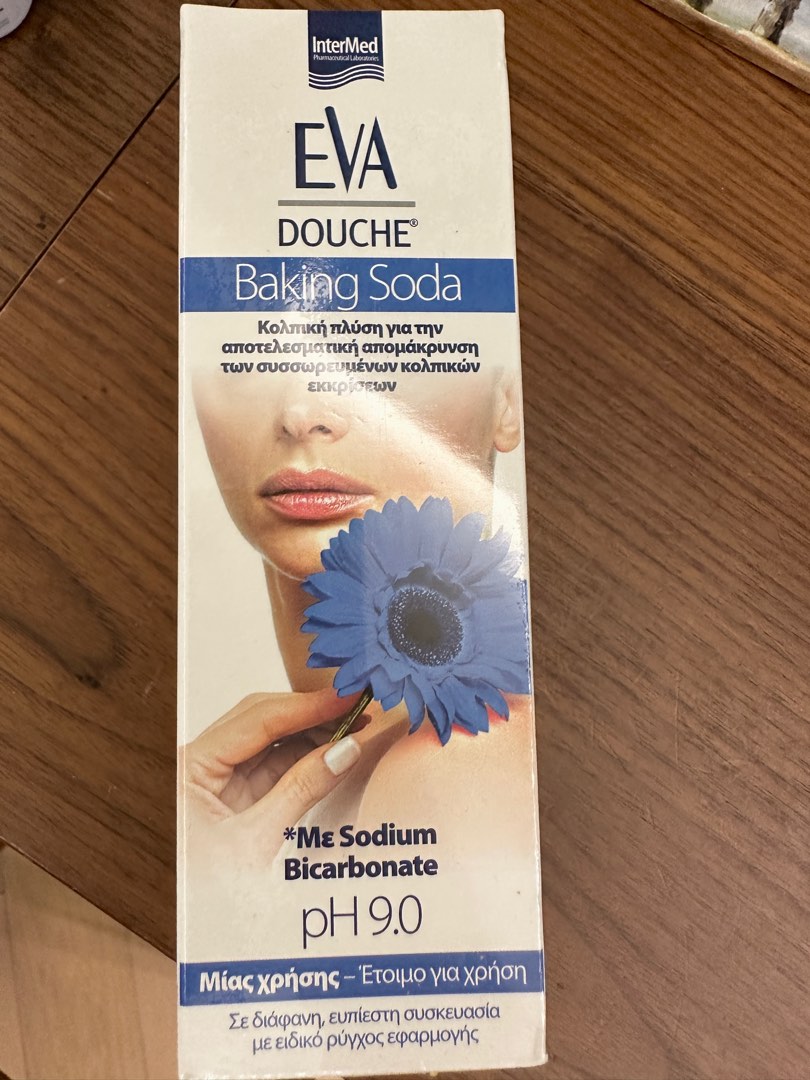 InterMed
Pharmaceutical Laboratories
EVA
DOUCHE®
Baking Soda
Κολπική πλύση για την
αποτελεσματική απομάκρυνση
των συσσωρευμένων κολπικών
εκκρίσεων
*Με Sodium
Bicarbonate
pH 9.0
Μίας χρήσης – Έτοιμο για χρήση
Σε διάφανη, ευπίεστη συσκευασία
με ειδικό ρύγχος εφαρμογής